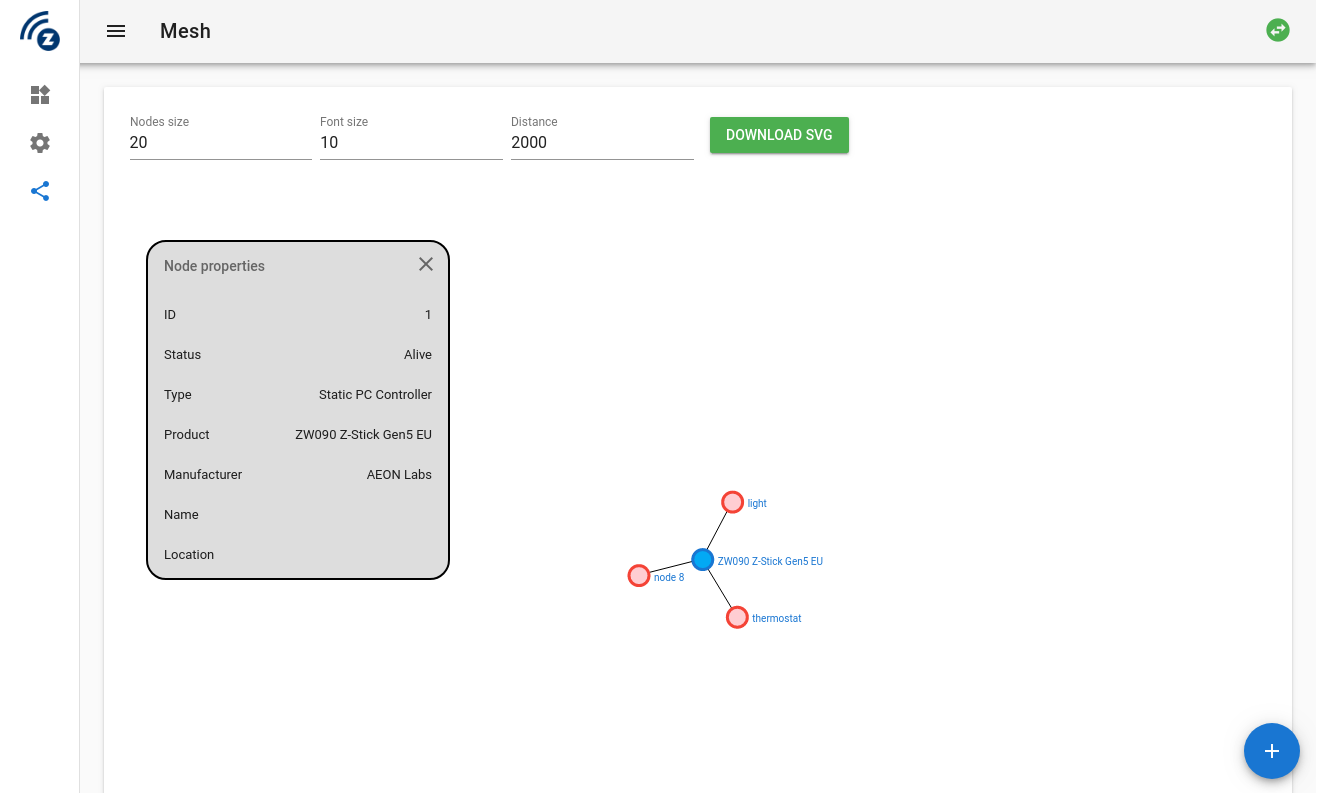 Mesh
Nodes size
Font size
Distance
20
10
2000
DOWNLOAD SVG
Node properties
ID 1
Status Alive
Type Static PC Controller
Product ZW090 Z-Stick Gen5 EU
Manufacturer AEON Labs
Name
Location
light
ZW090 Z-Stick Gen5 EU
node 8
thermostat